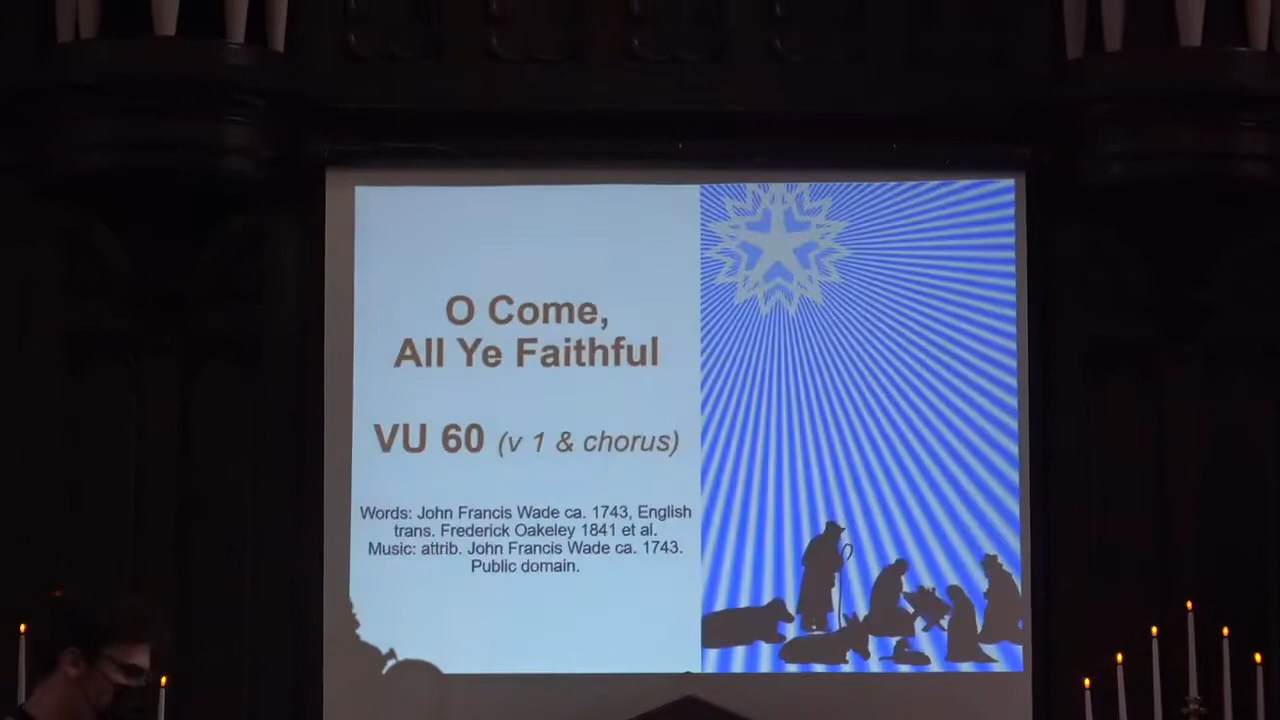 O Come,
All Ye Faithful
VU 60 (v 1 & chorus)
Words: John Francis Wade ca. 1743, English
trans. Frederick Oakeley 1841 et al.
Music: attrib. John Francis Wade ca. 1743.
Public domain.